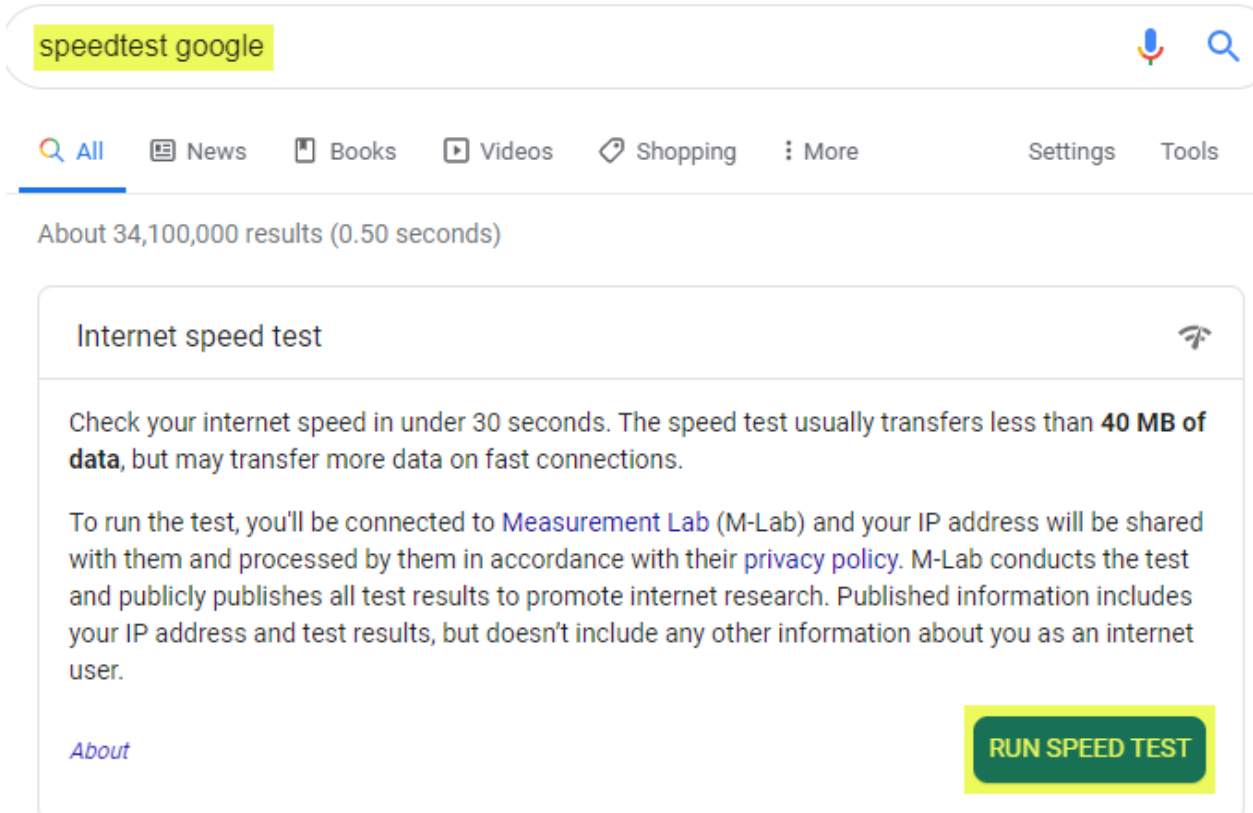 speedtest google
All News Books Videos Shopping More Settings Tools
About 34,100,000 results (0.50 seconds)
Internet speed test
Check your internet speed in under 30 seconds. The speed test usually transfers less than 40 MB of
data, but may transfer more data on fast connections.
To run the test, you'll be connected to Measurement Lab (M-Lab) and your IP address will be shared
with them and processed by them in accordance with their privacy policy. M-Lab conducts the test
and publicly publishes all test results to promote internet research. Published information includes
your IP address and test results, but doesn’t include any other information about you as an internet
user.
About
RUN SPEED TEST